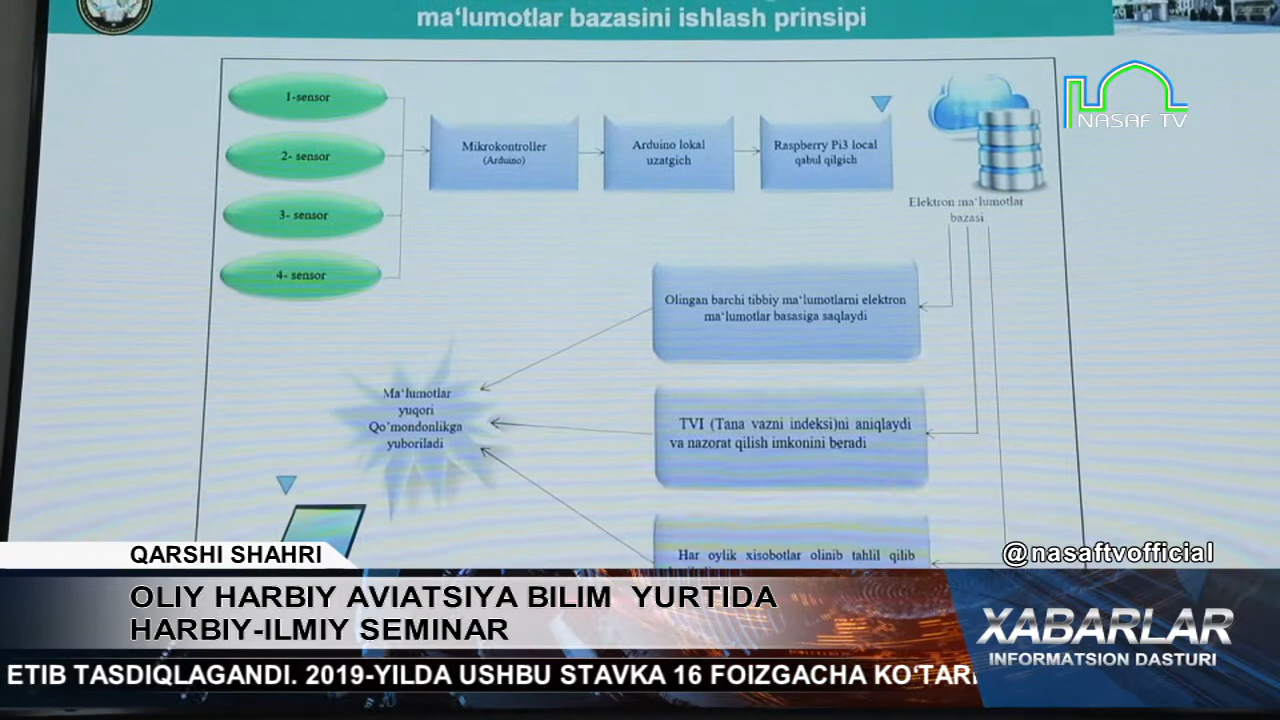 ma‘lumotlar bazasini ishlash prinsipi
NASAF TV
1-sensor
2- sensor
3- sensor
4- sensor
Mikrokontroller
(Arduino)
Arduino lokal
uzatgich
Raspberry Pi3 local
qabul qilgich
Elektron ma‘lumotlar
bazasi
Olingan barchi tibbiy ma‘lumotlarni elektron
ma‘lumotlar basasiga saqlaydi
TVI (Tana vazni indeksi)ni aniqlaydi
va nazorat qilish imkonini beradi
Har oylik xisobotlar olinib tahlil qilib
Ma‘lumotlar
yuqori
Qo’mondonlikga
yuboriladi
QARSHI SHAHRI
@nasaftvofficial
OLIY HARBIY AVIATSIYA BILIM YURTIDA
HARBIY-ILMIY SEMINAR
XABARLAR
INFORMATSION DASTURI
ETIB TASDIQLAGANDI. 2019-YILDA USHBU STAVKA 16 FOIZGACHA KO‘TARI